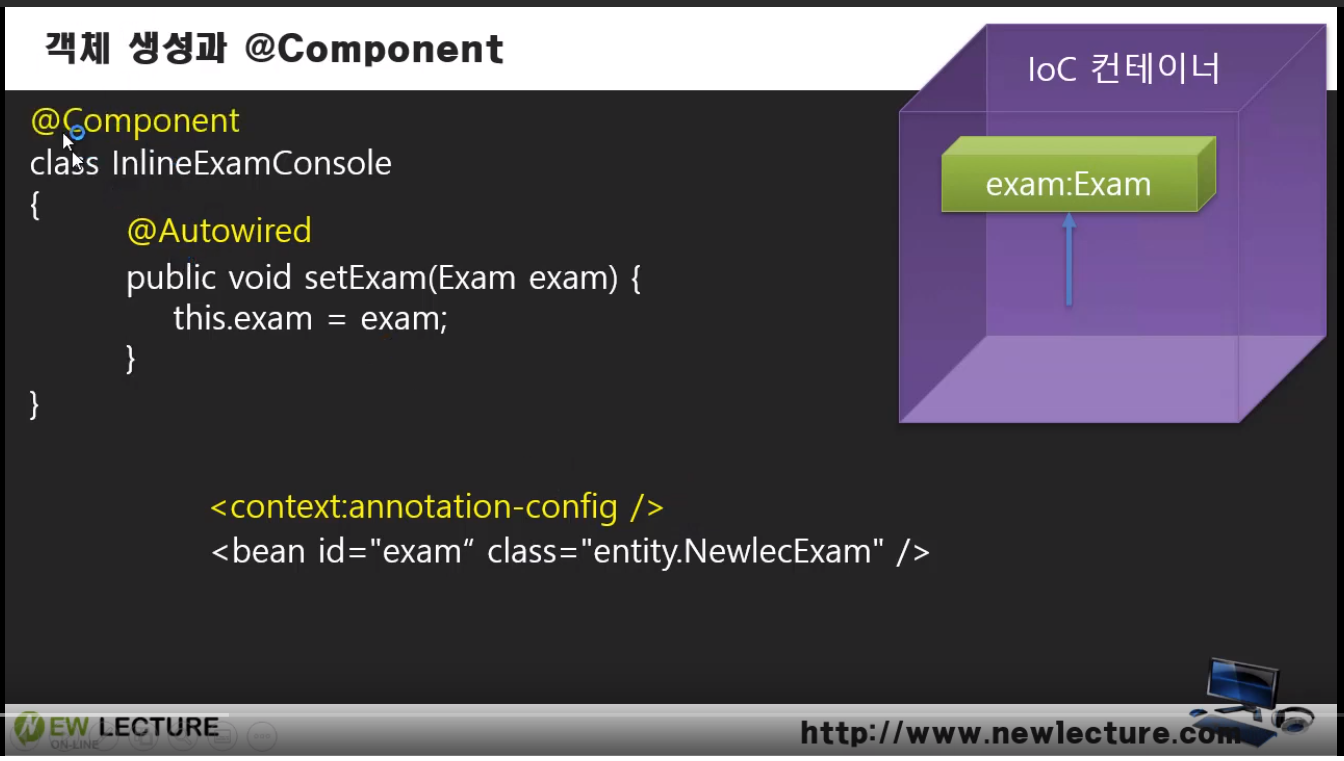 객체 생성과 @Component
IoC 컨테이너
@Component
class InlineExamConsole
{
@Autowired
public void setExam(Exam exam) {
this.exam = exam;
}
}
exam:Exam
<context:annotation-config />
<bean id="exam“ class="entity.NewlecExam" />
NEW LECTURE
ON-LINE
http://www.newlecture.com